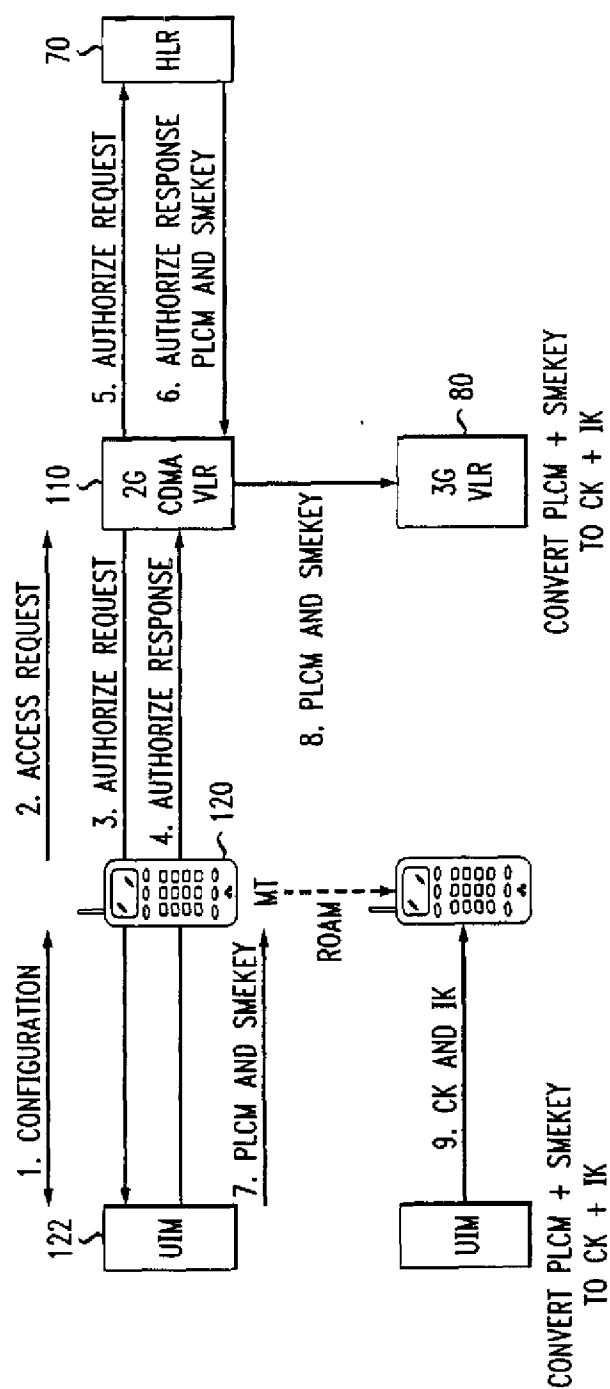 1. CONFIGURATION
2. ACCESS REQUEST
122
UIM
3. AUTHORIZE REQUEST
4. AUTHORIZE RESPONSE
120
MT
110
2G
CDMA
VLR
5. AUTHORIZE REQUEST
6. AUTHORIZE RESPONSE
PLCM AND SMEKEY
70
HLR
7. PLCM AND SMEKEY
ROAM
8. PLCM AND SMEKEY
UIM
9. CK AND IK
80
3G
VLR
CONVERT PLCM + SMEKEY
TO CK + IK
CONVERT PLCM + SMEKEY
TO CK + IK